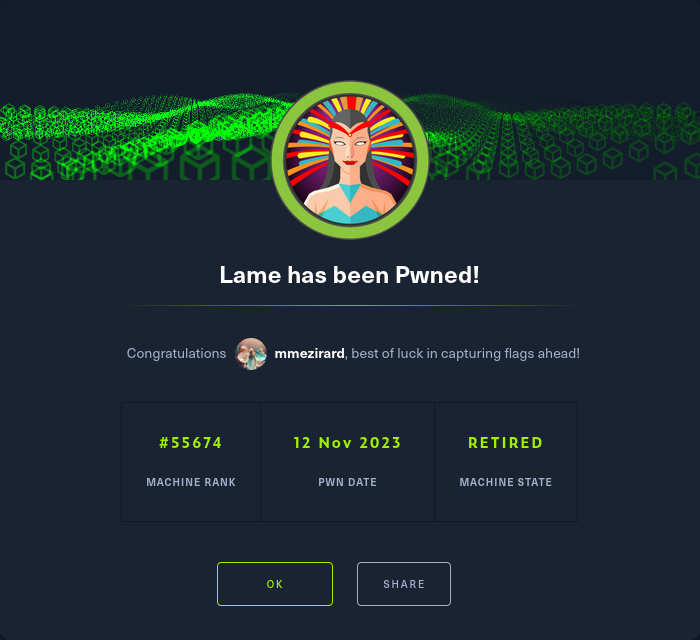 Lame has been Pwned!
Congratulations mmezirard, best of luck in capturing flags ahead!
#55674 12 Nov 2023 RETIRED
MACHINE RANK PWN DATE MACHINE STATE
OK SHARE